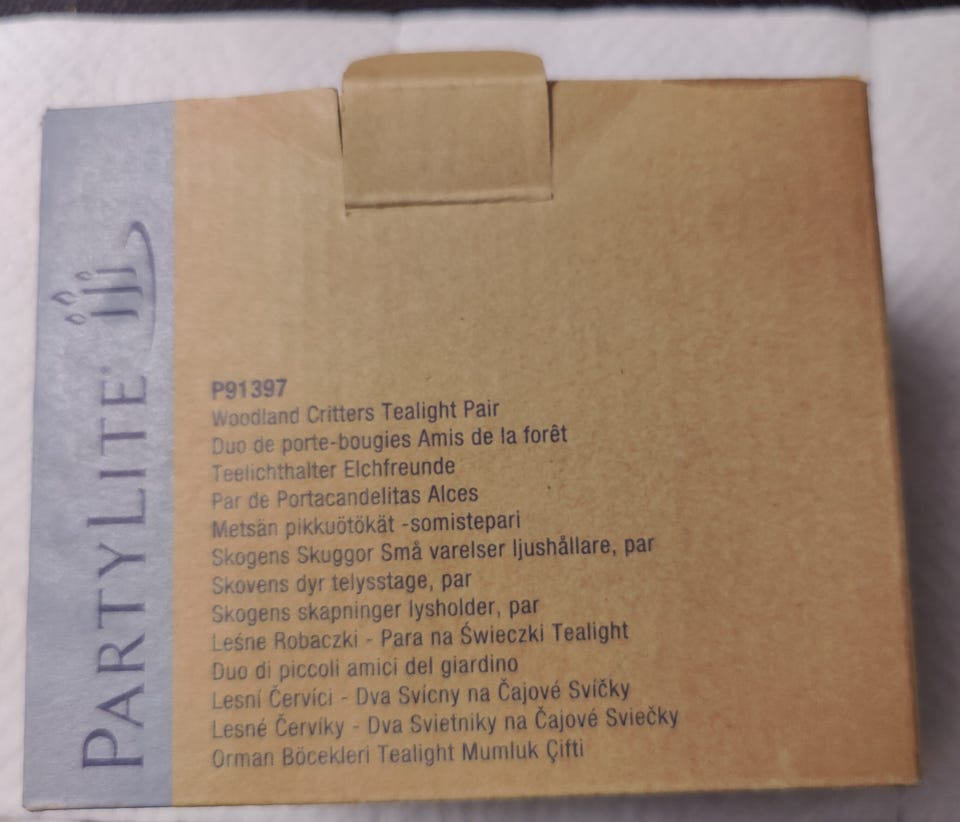 PARTYLITE®
P91397
Woodland Critters Tealight Pair
Duo de porte-bougies Amis de la forêt
Teelichthalter Elchfreunde
Par de Portacandelitas Alces
Metsän pikkuötökät -somistepari
Skogens Skuggor Små varelser ljushållare, par
Skovens dyr telysstage, par
Skogens skapninger lysholder, par
Leśne Robaczki - Para na Świeczki Tealight
Duo di piccoli amici del giardino
Lesní Červíci - Dva Svícny na Čajové Svíčky
Lesné Červíky - Dva Svietniky na Čajové Sviečky
Orman Böcekleri Tealight Mumluk Çifti